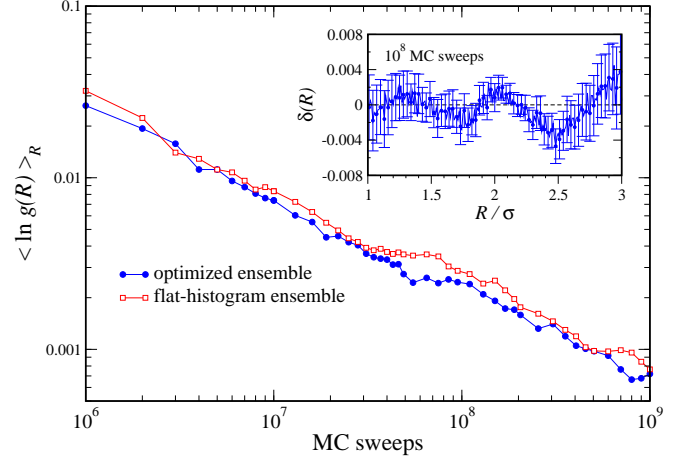 0.1
0.01
0.001
< ln g(R) >R
10^6
10^7
10^8
10^9
MC sweeps
optimized ensemble
flat-histogram ensemble
10^8 MC sweeps
0.008
0.004
0
-0.004
-0.008
δ(R)
1
1.5
2
2.5
3
R / σ